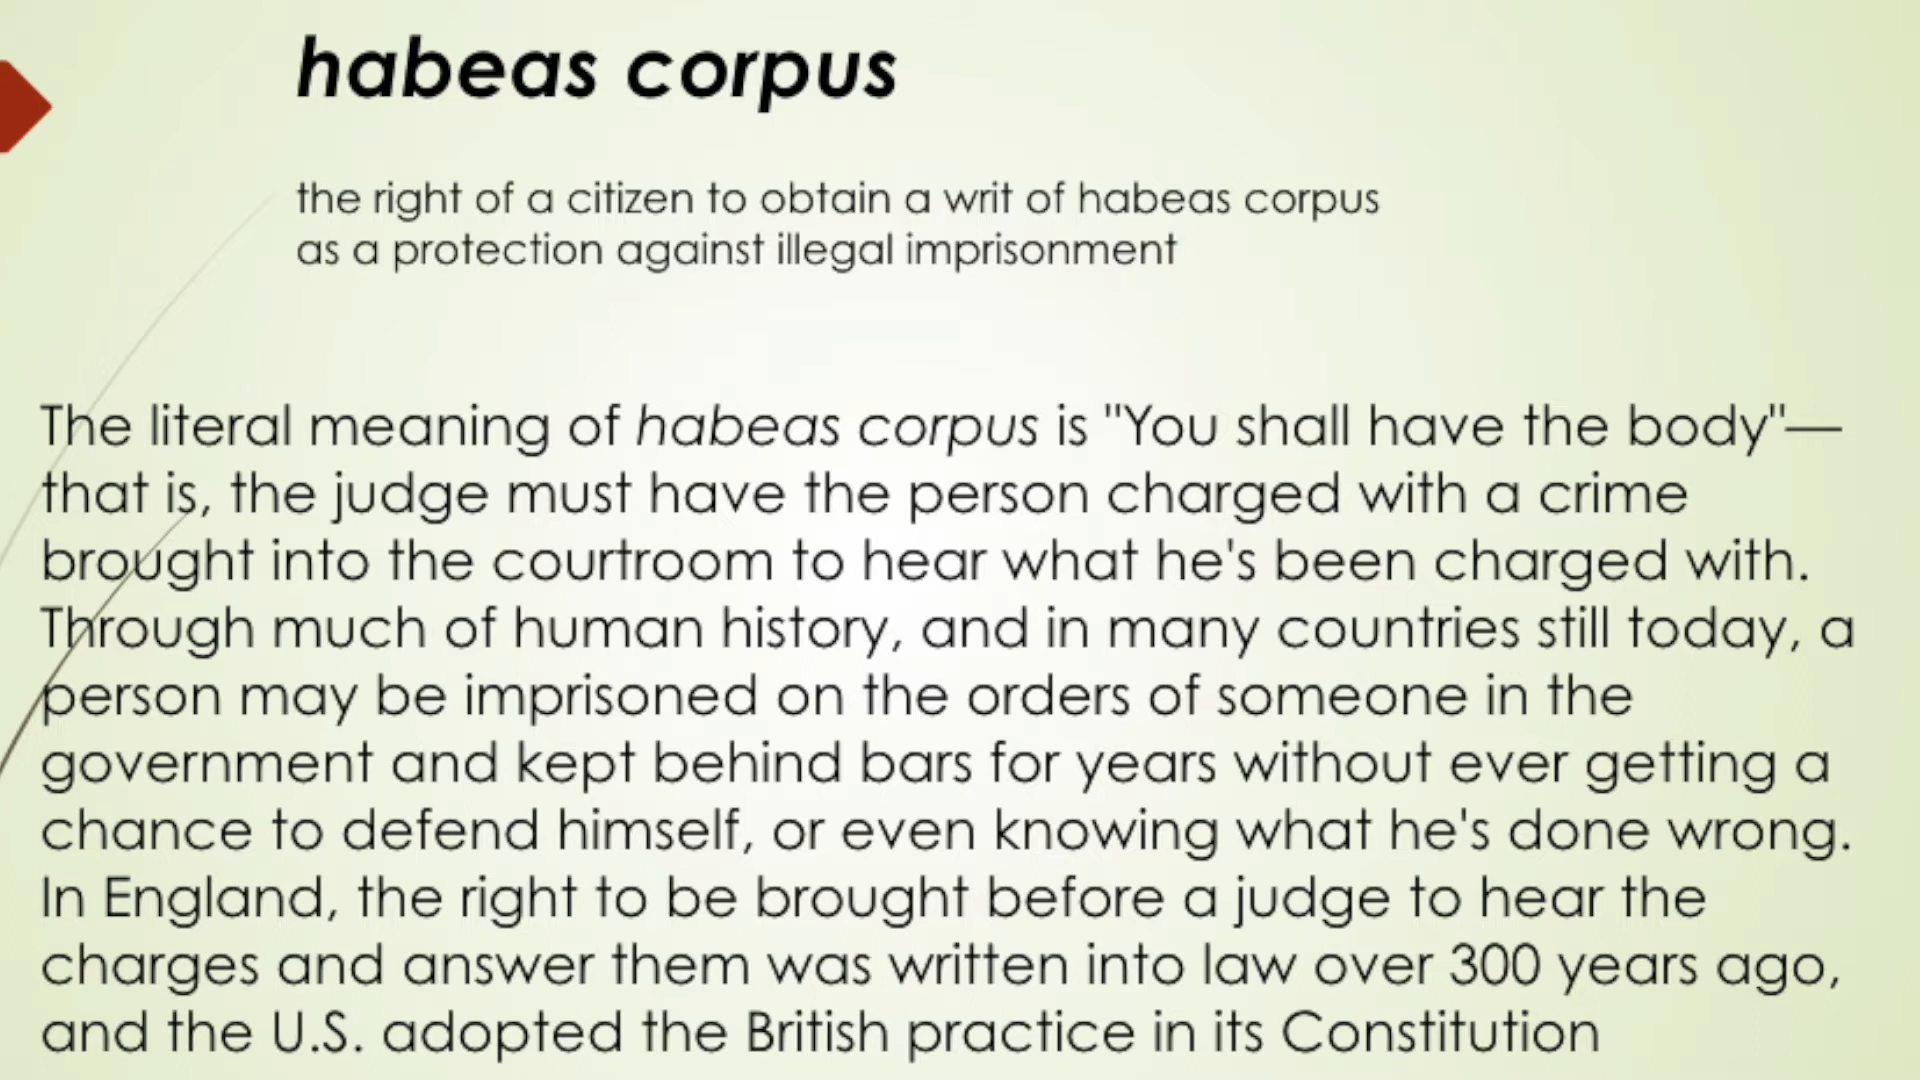 habeas corpus
the right of a citizen to obtain a writ of habeas corpus
as a protection against illegal imprisonment
The literal meaning of habeas corpus is "You shall have the body"—
that is, the judge must have the person charged with a crime
brought into the courtroom to hear what he's been charged with.
Through much of human history, and in many countries still today, a
person may be imprisoned on the orders of someone in the
government and kept behind bars for years without ever getting a
chance to defend himself, or even knowing what he's done wrong.
In England, the right to be brought before a judge to hear the
charges and answer them was written into law over 300 years ago,
and the U.S. adopted the British practice in its Constitution